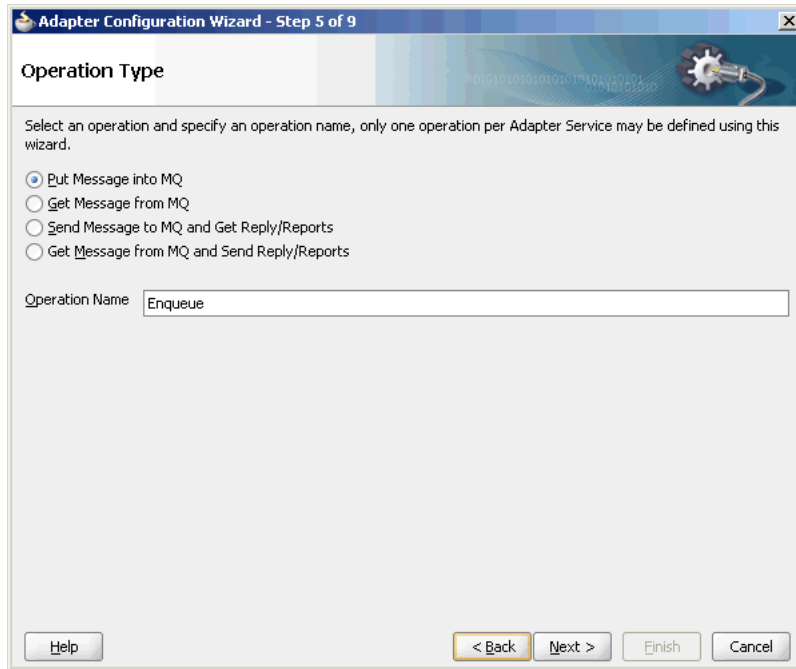 Adapter Configuration Wizard - Step 5 of 9
Operation Type
Select an operation and specify an operation name, only one operation per Adapter Service may be defined using this
wizard.
Put Message into MQ
Get Message from MQ
Send Message to MQ and Get Reply/Reports
Get Message from MQ and Send Reply/Reports
Operation Name Enqueue
Help < Back Next > Finish Cancel